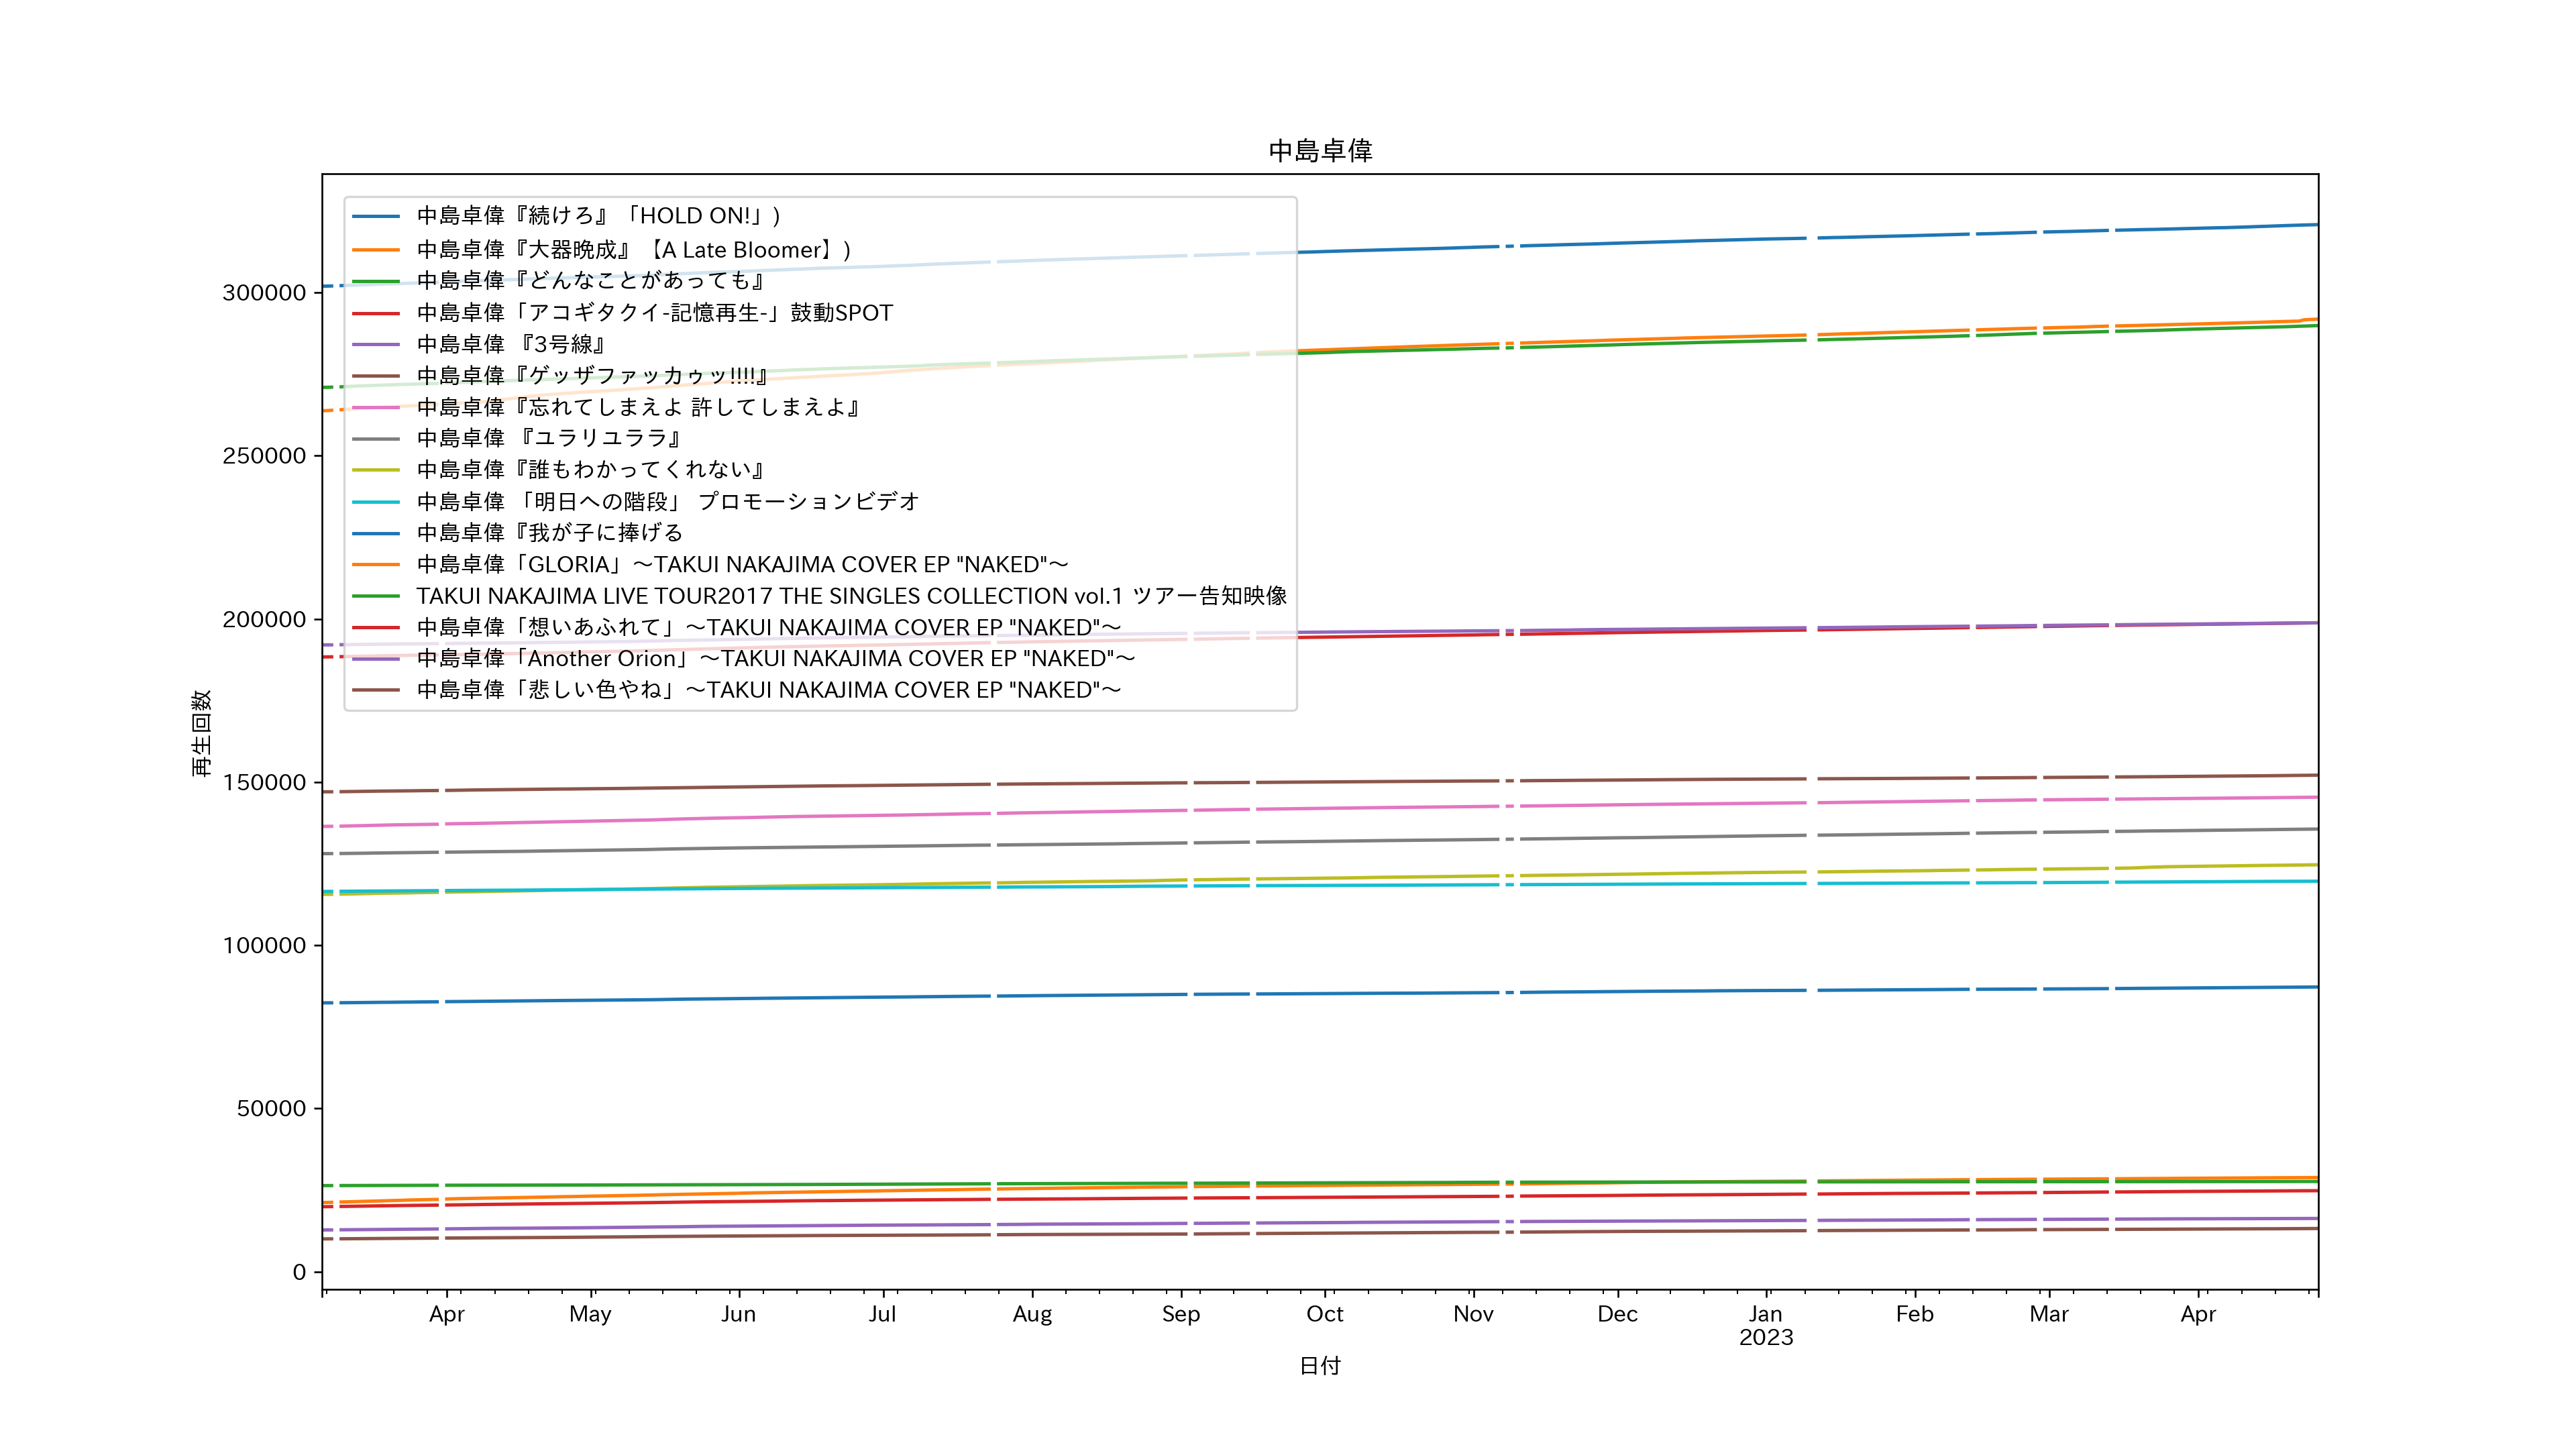 中島卓偉
中島卓偉『続けろ』「HOLD ON!」)
中島卓偉『大器晩成』【A Late Bloomer】)
中島卓偉『どんなことがあっても』
中島卓偉「アコギタクイ-記憶再生-」鼓動SPOT
中島卓偉 『3号線』
中島卓偉『ゲッザファッカゥッ!!!!』
中島卓偉『忘れてしまえよ 許してしまえよ』
中島卓偉 『ユラリユララ』
中島卓偉『誰もわかってくれない』
中島卓偉 「明日への階段」 プロモーションビデオ
中島卓偉『我が子に捧げる
中島卓偉「GLORIA」～TAKUI NAKAJIMA COVER EP "NAKED"～
TAKUI NAKAJIMA LIVE TOUR2017 THE SINGLES COLLECTION vol.1 ツアー告知映像
中島卓偉「想いあふれて」～TAKUI NAKAJIMA COVER EP "NAKED"～
中島卓偉「Another Orion」～TAKUI NAKAJIMA COVER EP "NAKED"～
中島卓偉「悲しい色やね」～TAKUI NAKAJIMA COVER EP "NAKED"～
再生回数
300000
250000
200000
150000
100000
50000
0
Apr May Jun Jul Aug Sep Oct Nov Dec Jan Feb Mar Apr
2023
日付